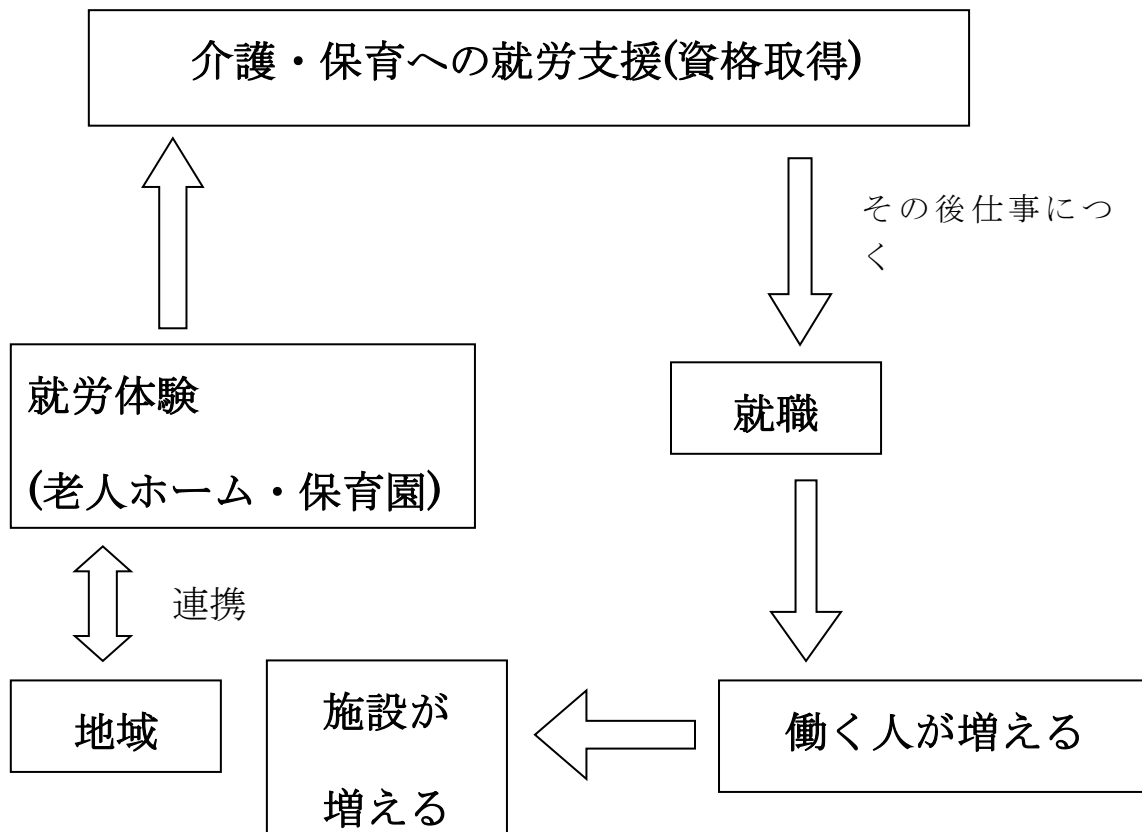 介護・保育への就労支援(資格取得)
その後仕事につ
く
就労体験
(老人ホーム・保育園)
就職
連携
地域
施設が
増える
働く人が増える